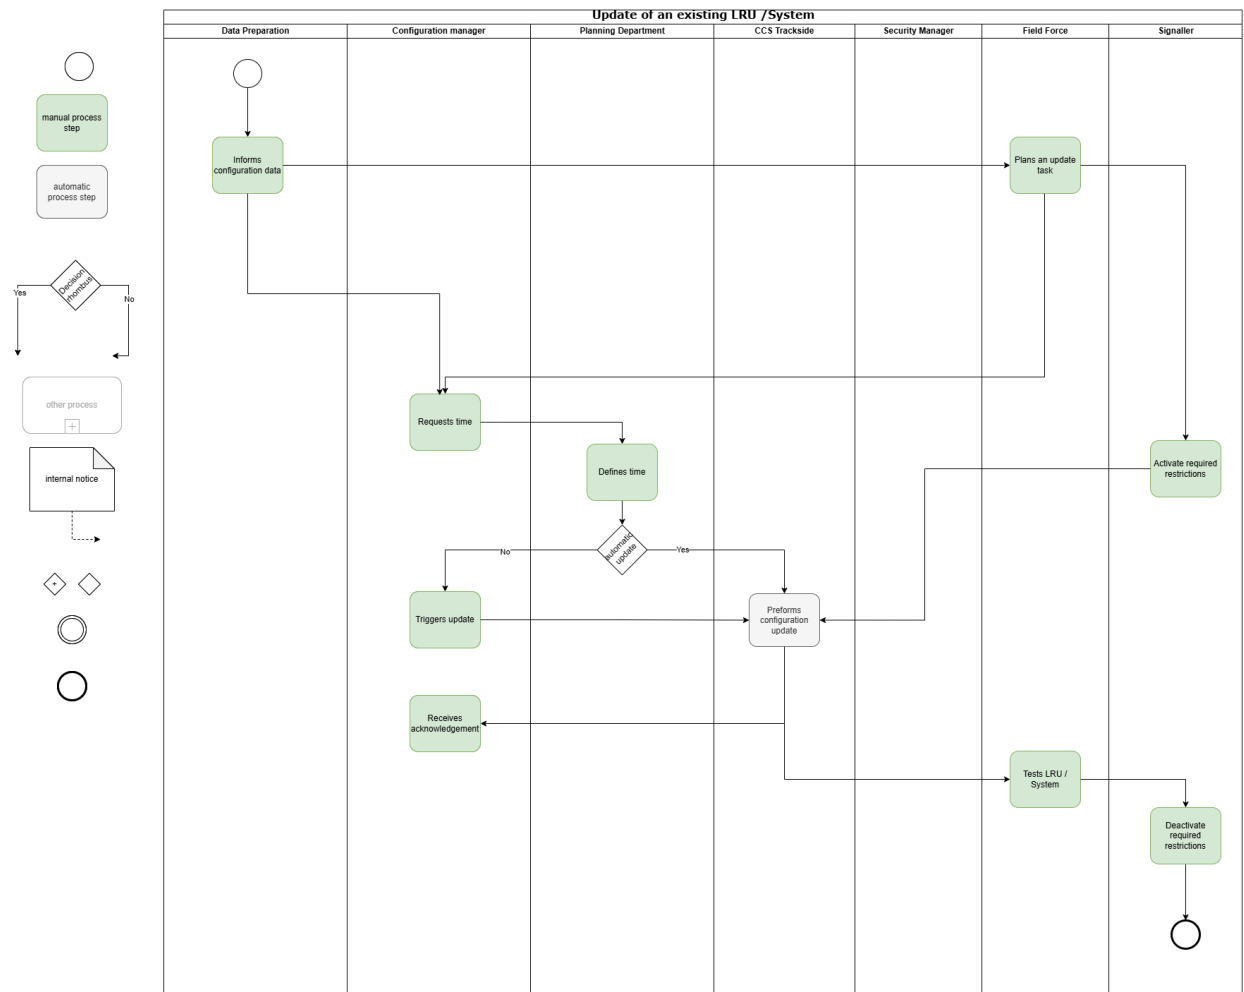 Update of an existing LRU /System
Data Preparation
Configuration manager
Planning Department
CCS Trackside
Security Manager
Field Force
Signaller
manual process
step
automatic
process step
Decision
rhombus
Yes
No
other process
+
internal notice
+
Informs
configuration data
Plans an update
task
Requests time
Defines time
Activate required
restrictions
automatic
update
No
Yes
Triggers update
Preforms
configuration
update
Receives
acknowledgement
Tests LRU /
System
Deactivate
required
restrictions